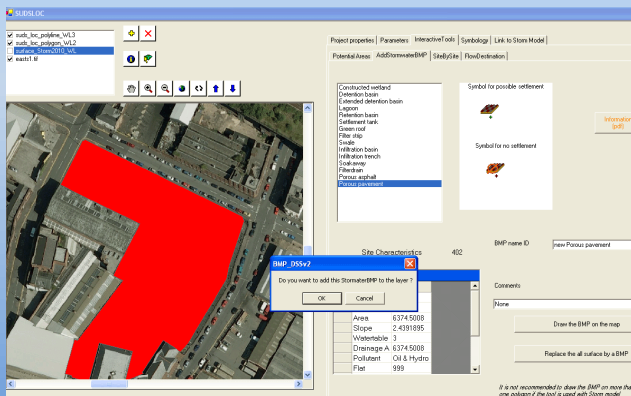 SUDSLOC
suds_loc_polyline_WL3
suds_loc_polygon_WL2
surface_Storm2010_WL
eastx1.tif
Project properties
Parameters
InteractiveTools
Symbology
Link to Storm Model
Potential Areas
AddStormwaterBMP
SiteBySite
FlowDestination
Constructed wetland
Detention basin
Extended detention basin
Lagoon
Retention basin
Settlement tank
Green roof
Filter strip
Swale
Infiltration basin
Infiltration trench
Soakaway
Filterdrain
Porous asphalt
Porous pavement
Symbol for possible settlement
Symbol for no settlement
Information
(pdf)
Site Characteristics
402
BMP name ID
new Porous pavement
BMP_DSSv2
Do you want to add this StormaterBMP to the layer ?
OK
Cancel
Area 6374.5008
Slope 2.4391895
Watertable 3
Drainage A 6374.5008
Pollutant Oil & Hydro
Flat 999
Comments
None
Draw the BMP on the map
Replace the all surface by a BMP
It is not recommended to draw the BMP on more tha
one polygon if the tool is used with Storm model